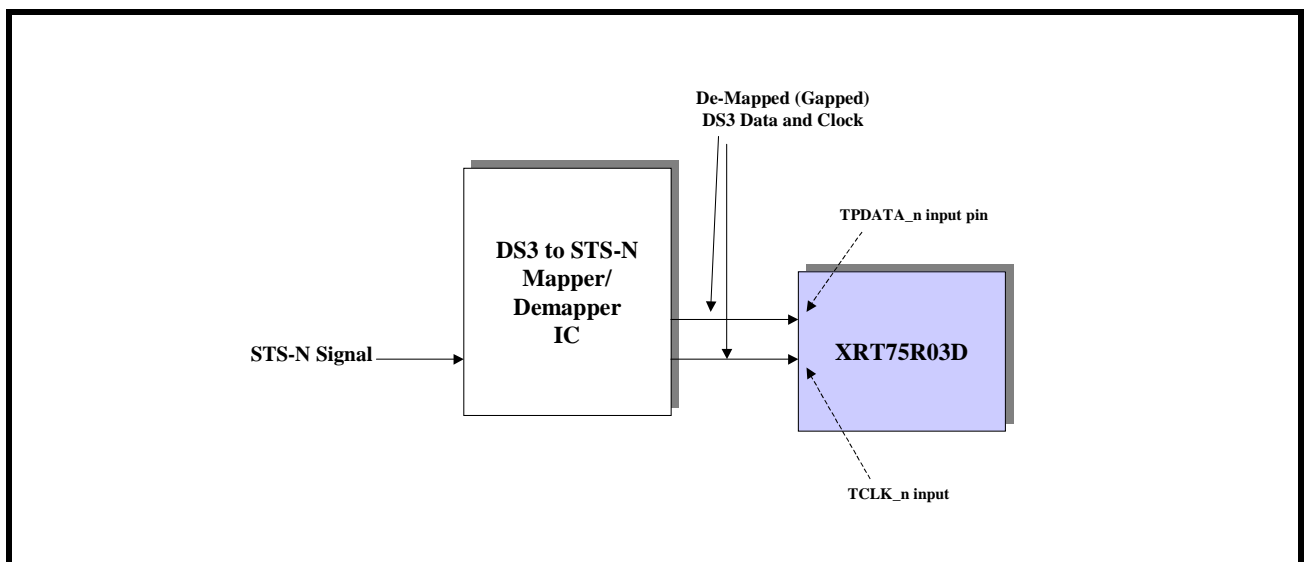 De-Mapped (Gapped)
DS3 Data and Clock
TPDATA_n input pin
DS3 to STS-N
Mapper/
Demapper
IC
STS-N Signal
XRT75R03D
TCLK_n input